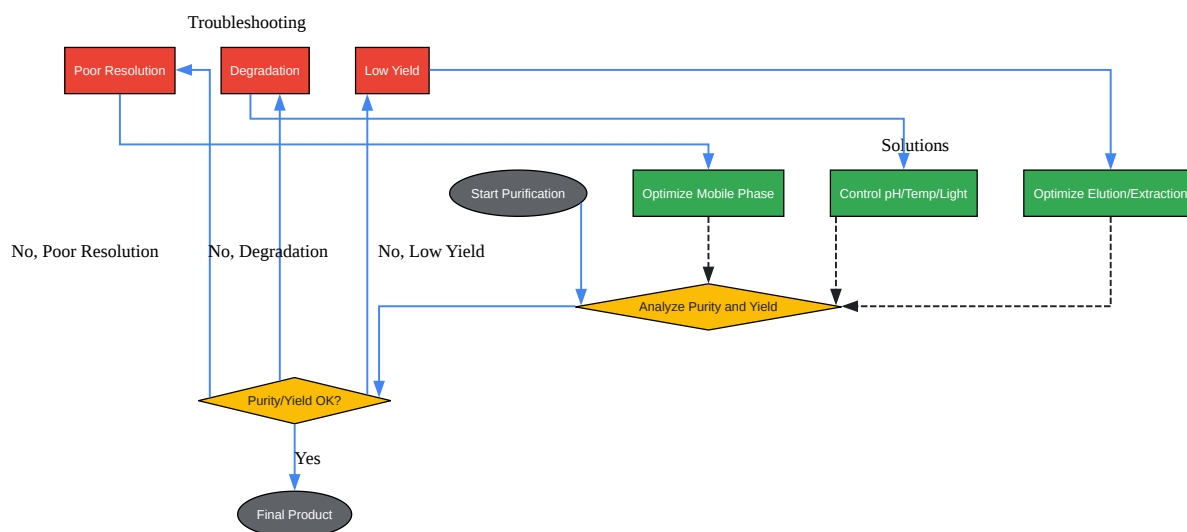 Troubleshooting
Poor Resolution
Degradation
Low Yield
Solutions
Start Purification
Optimize Mobile Phase
Control pH/Temp/Light
Optimize Elution/Extraction
No, Poor Resolution
No, Degradation
No, Low Yield
Analyze Purity and Yield
Purity/Yield OK?
Yes
Final Product